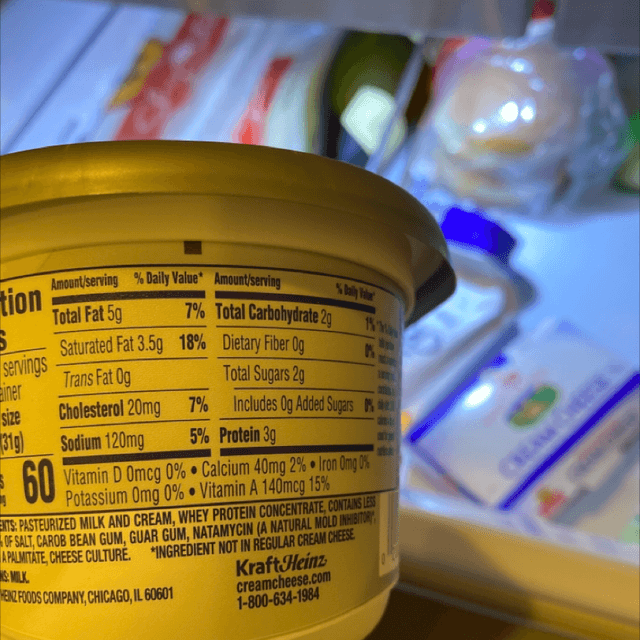 Amount/serving % Daily Value* Amount/serving % Daily Value*
tion Total Fat 5g 7% Total Carbohydrate 2g 1%
s Saturated Fat 3.5g 18% Dietary Fiber 0g 0%
servings Trans Fat 0g Total Sugars 2g
ainer Cholesterol 20mg 7% Includes 0g Added Sugars 0%
size Sodium 120mg 5% Protein 3g
(31g)
60 Vitamin D 0mcg 0% • Calcium 40mg 2% • Iron 0mg 0%
Potassium 0mg 0% • Vitamin A 140mcg 15%
ENTS: PASTEURIZED MILK AND CREAM, WHEY PROTEIN CONCENTRATE, CONTAINS LESS
OF SALT, CAROB BEAN GUM, GUAR GUM, NATAMYCIN (A NATURAL MOLD INHIBITOR),
A PALMITATE, CHEESE CULTURE. *INGREDIENT NOT IN REGULAR CREAM CHEESE.
NS: MILK.
HEINZ FOODS COMPANY, CHICAGO, IL 60601
KraftHeinz
creamcheese.com
1-800-634-1984
CREAM CHEESE